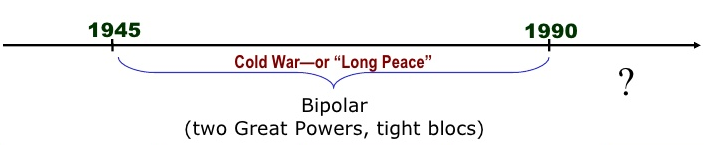 1945 1990
Cold War—or “Long Peace”
?
Bipolar
(two Great Powers, tight blocs)